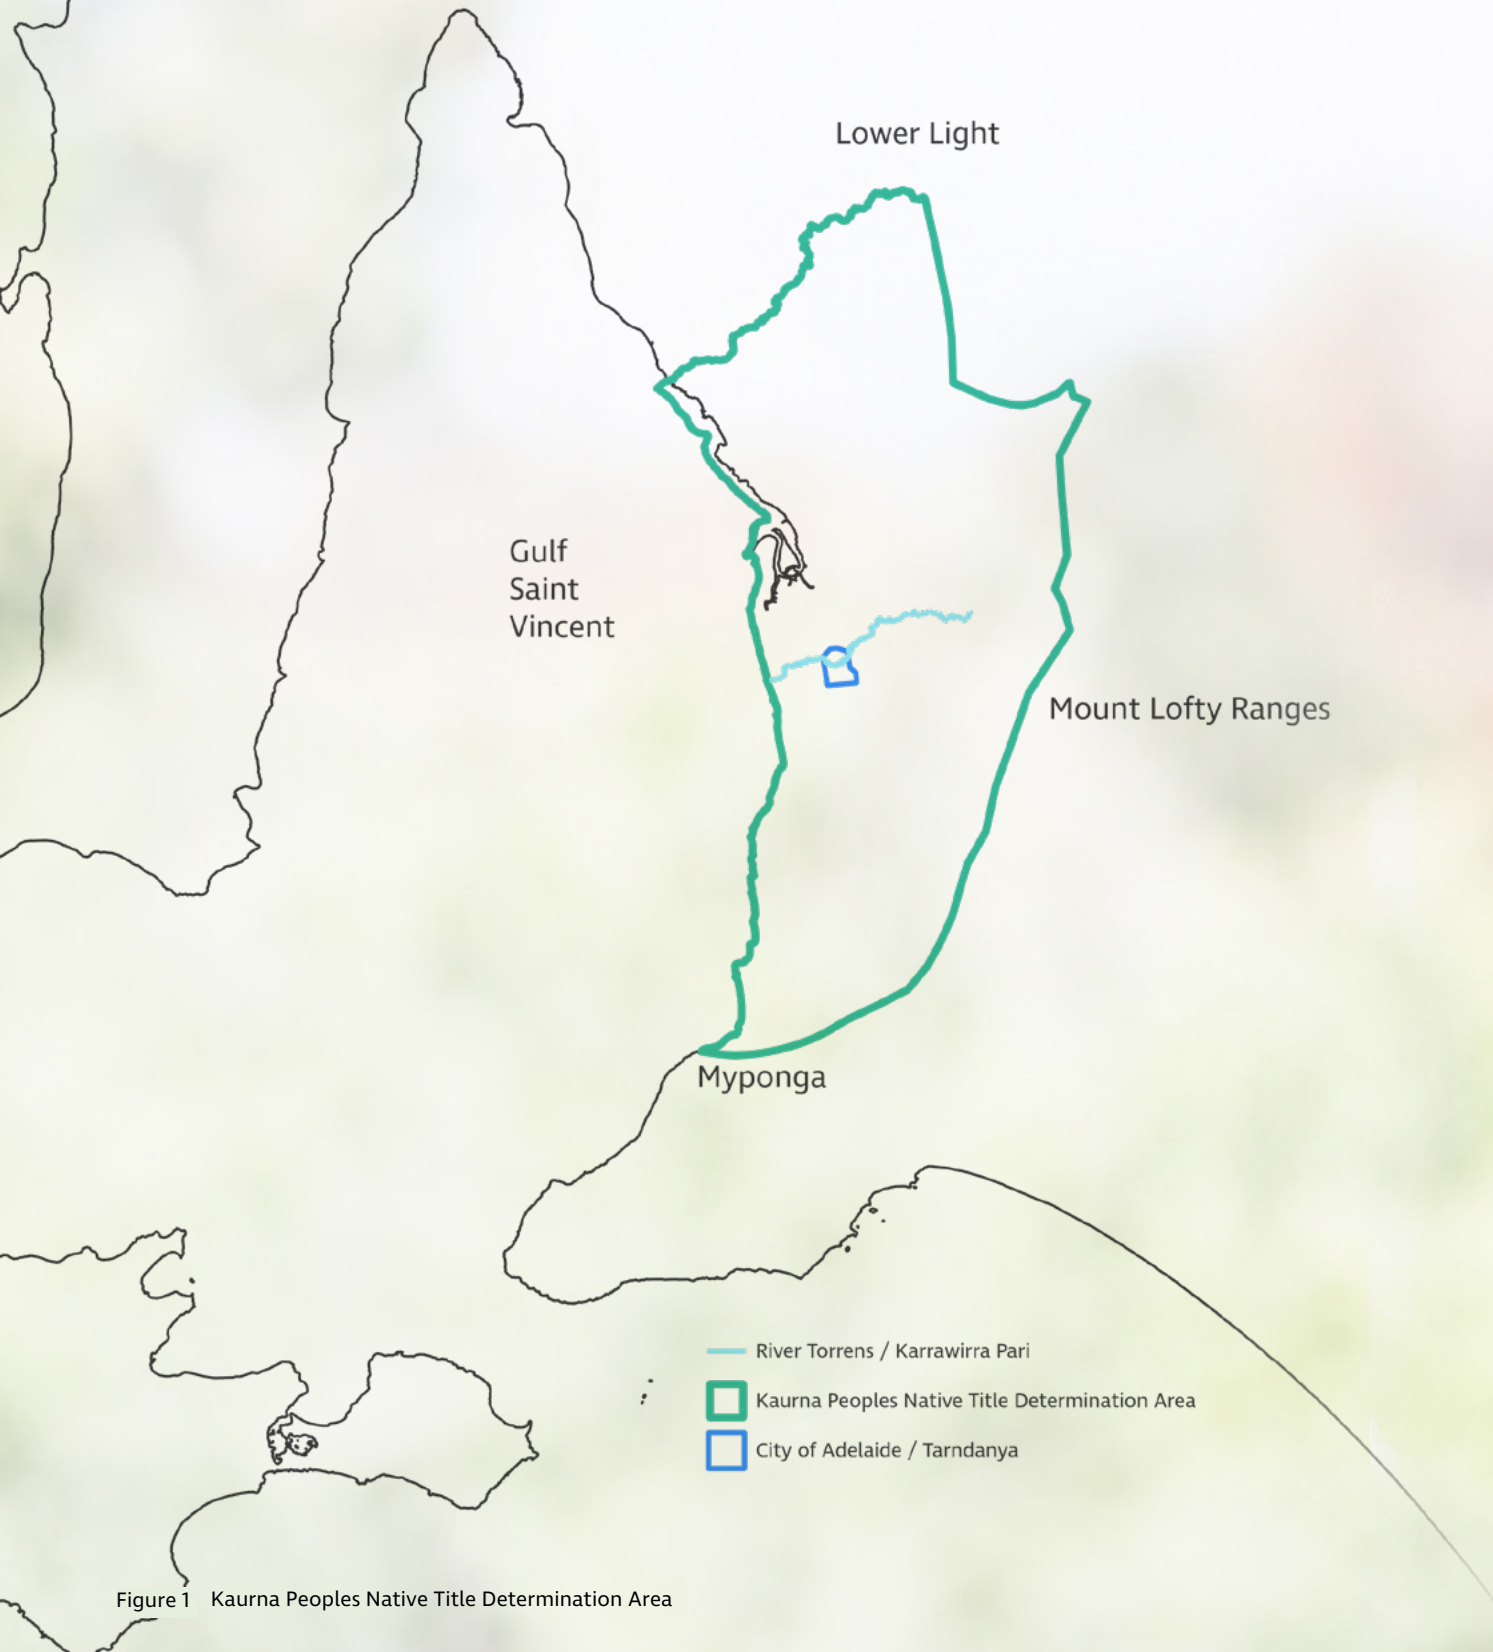 Lower Light
Gulf
Saint
Vincent
Mount Lofty Ranges
Myponga
River Torrens / Karrawirra Pari
Kaurna Peoples Native Title Determination Area
City of Adelaide / Tarndanya
Figure 1 Kaurna Peoples Native Title Determination Area